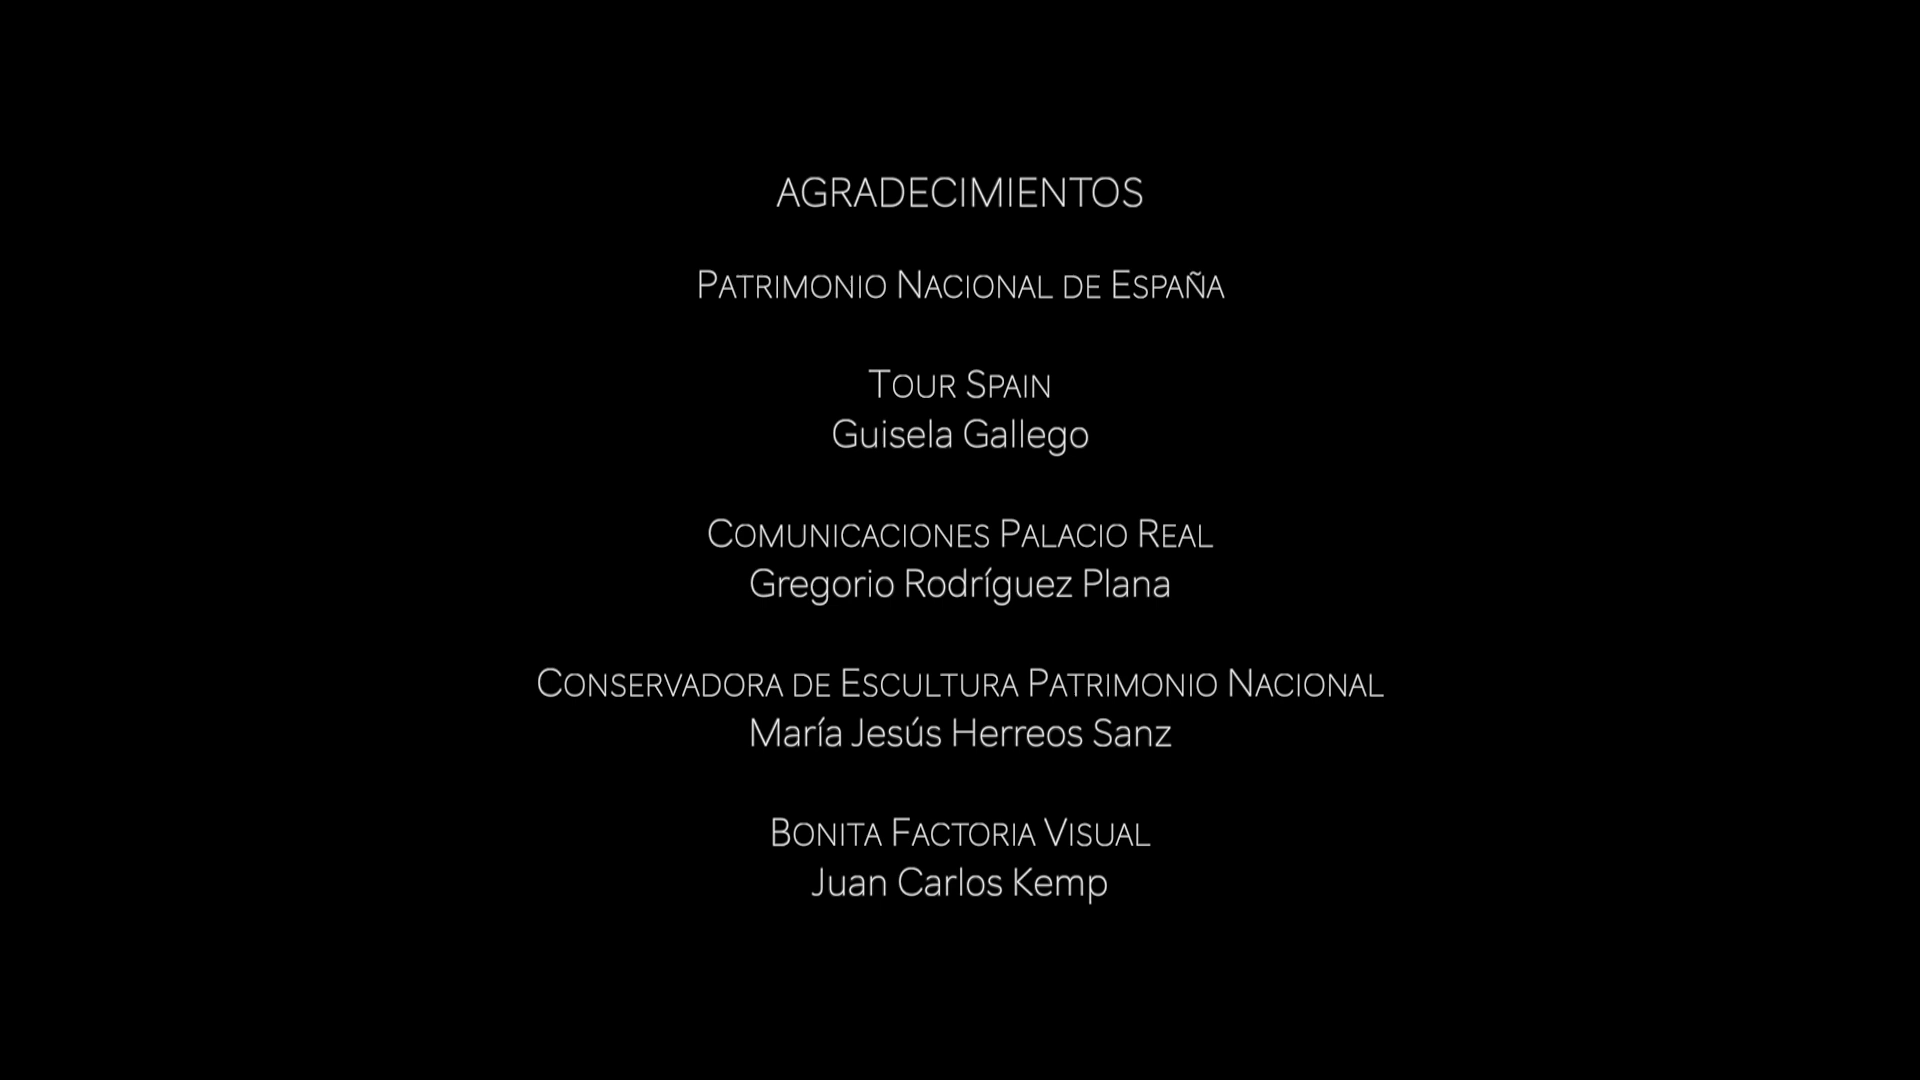 AGRADECIMIENTOS
PATRIMONIO NACIONAL DE ESPAÑA
TOUR SPAIN
Guisela Gallego
COMUNICACIONES PALACIO REAL
Gregorio Rodríguez Plana
CONSERVADORA DE ESCULTURA PATRIMONIO NACIONAL
María Jesús Herreos Sanz
BONITA FACTORIA VISUAL
Juan Carlos Kemp